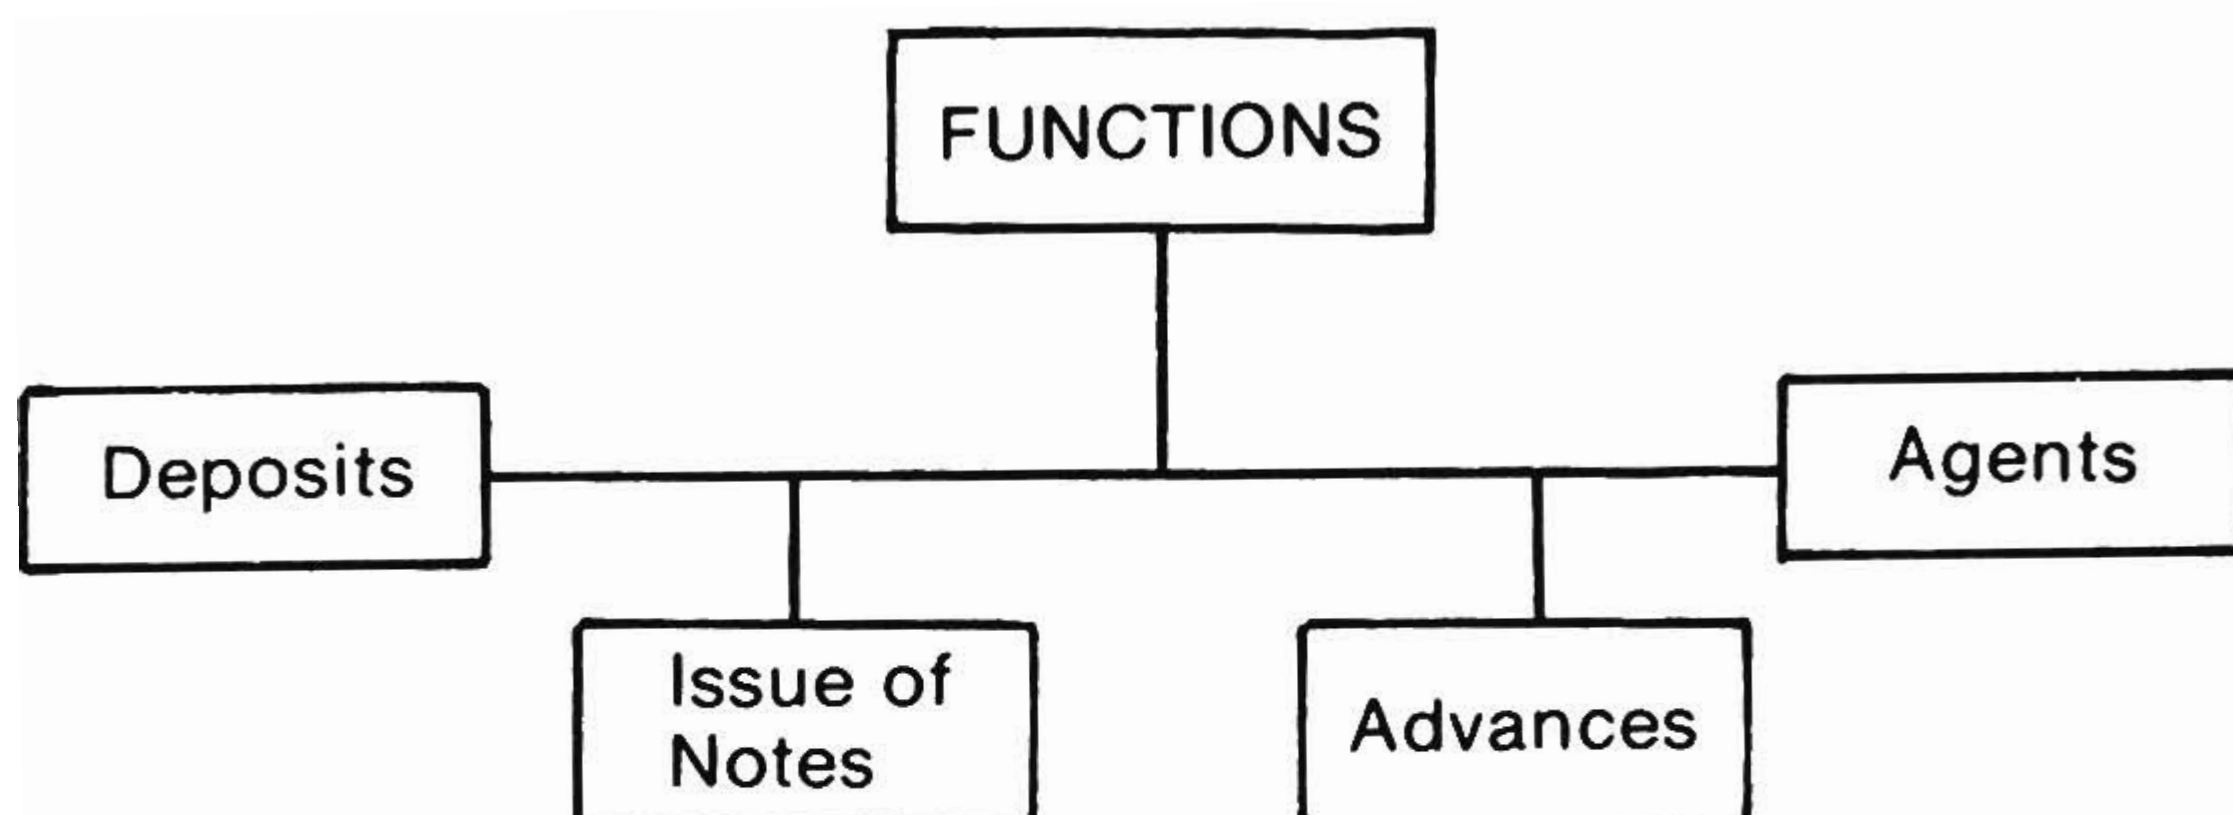 FUNCTIONS
Deposits
Agents
Issue of
Notes
Advances